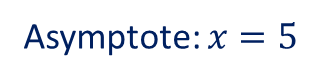 Asymptote: x = 5